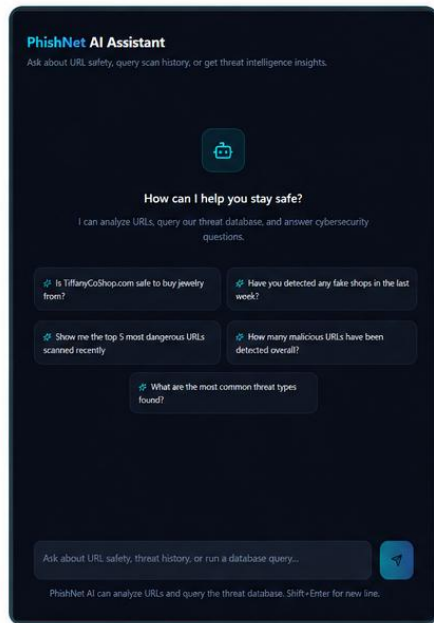 PhishNet AI Assistant
Ask about URL safety, query scan history, or get threat intelligence insights.
How can I help you stay safe?
I can analyze URLs, query our threat database, and answer cybersecurity
questions.
Is TiffanyCoShop.com safe to buy jewelry
from?
Have you detected any fake shops in the last
week?
Show me the top 5 most dangerous URLs
scanned recently
How many malicious URLs have been
detected overall?
What are the most common threat types
found?
Ask about URL safety, threat history, or run a database query...
PhishNet AI can analyze URLs and query the threat database. Shift+Enter for new line.